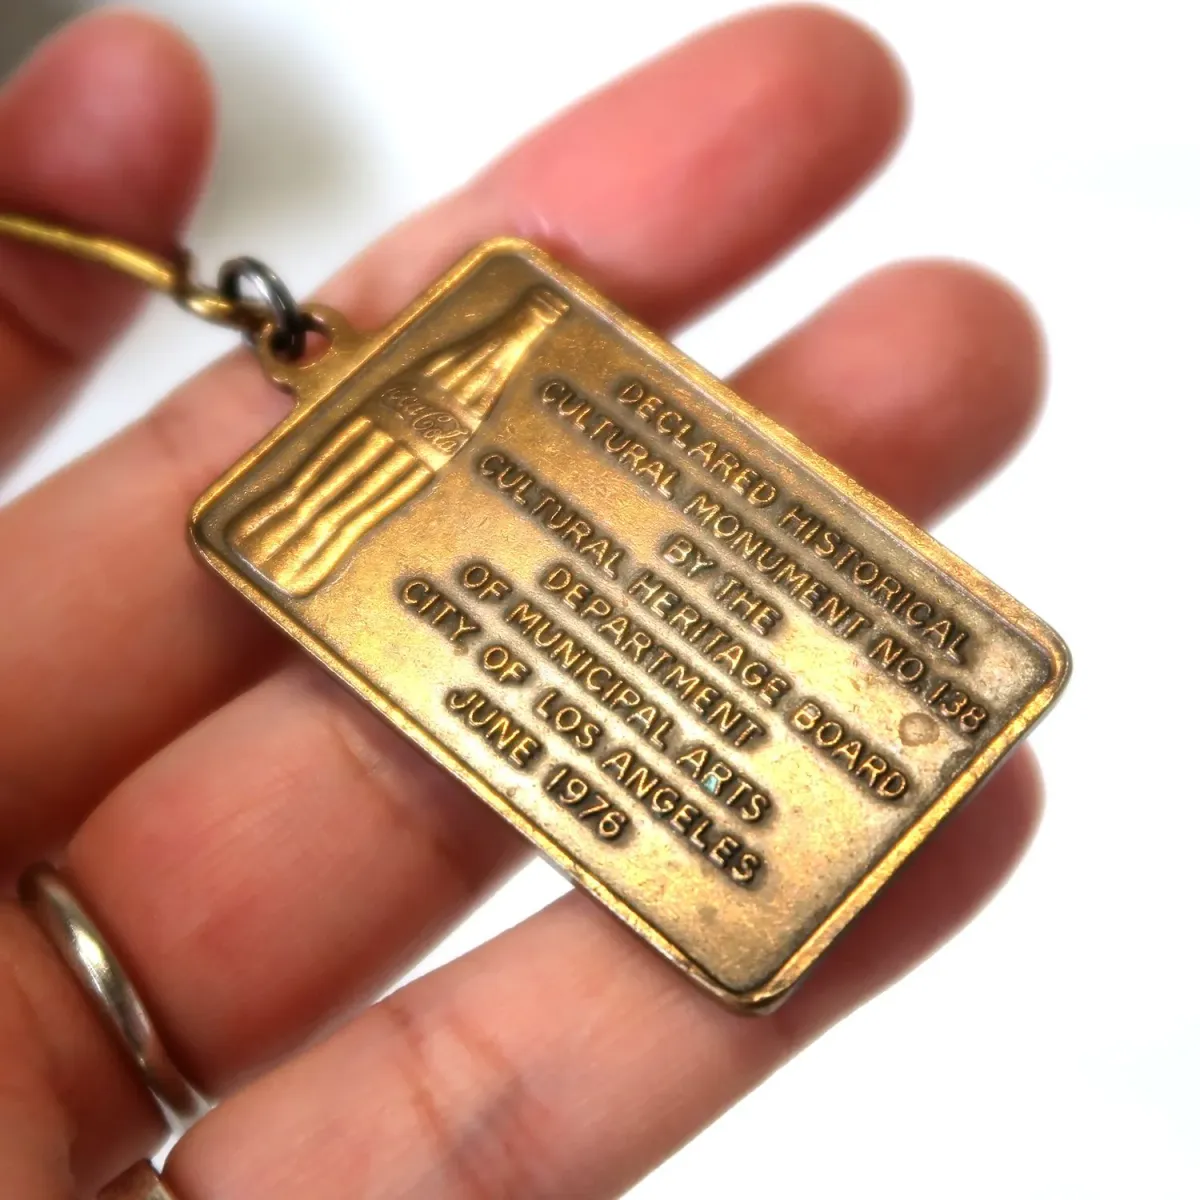 Coca-Cola
DECLARED HISTORICAL
CULTURAL MONUMENT NO. 138
BY THE
CULTURAL HERITAGE BOARD
DEPARTMENT
OF MUNICIPAL ARTS
CITY OF LOS ANGELES
JUNE 1976